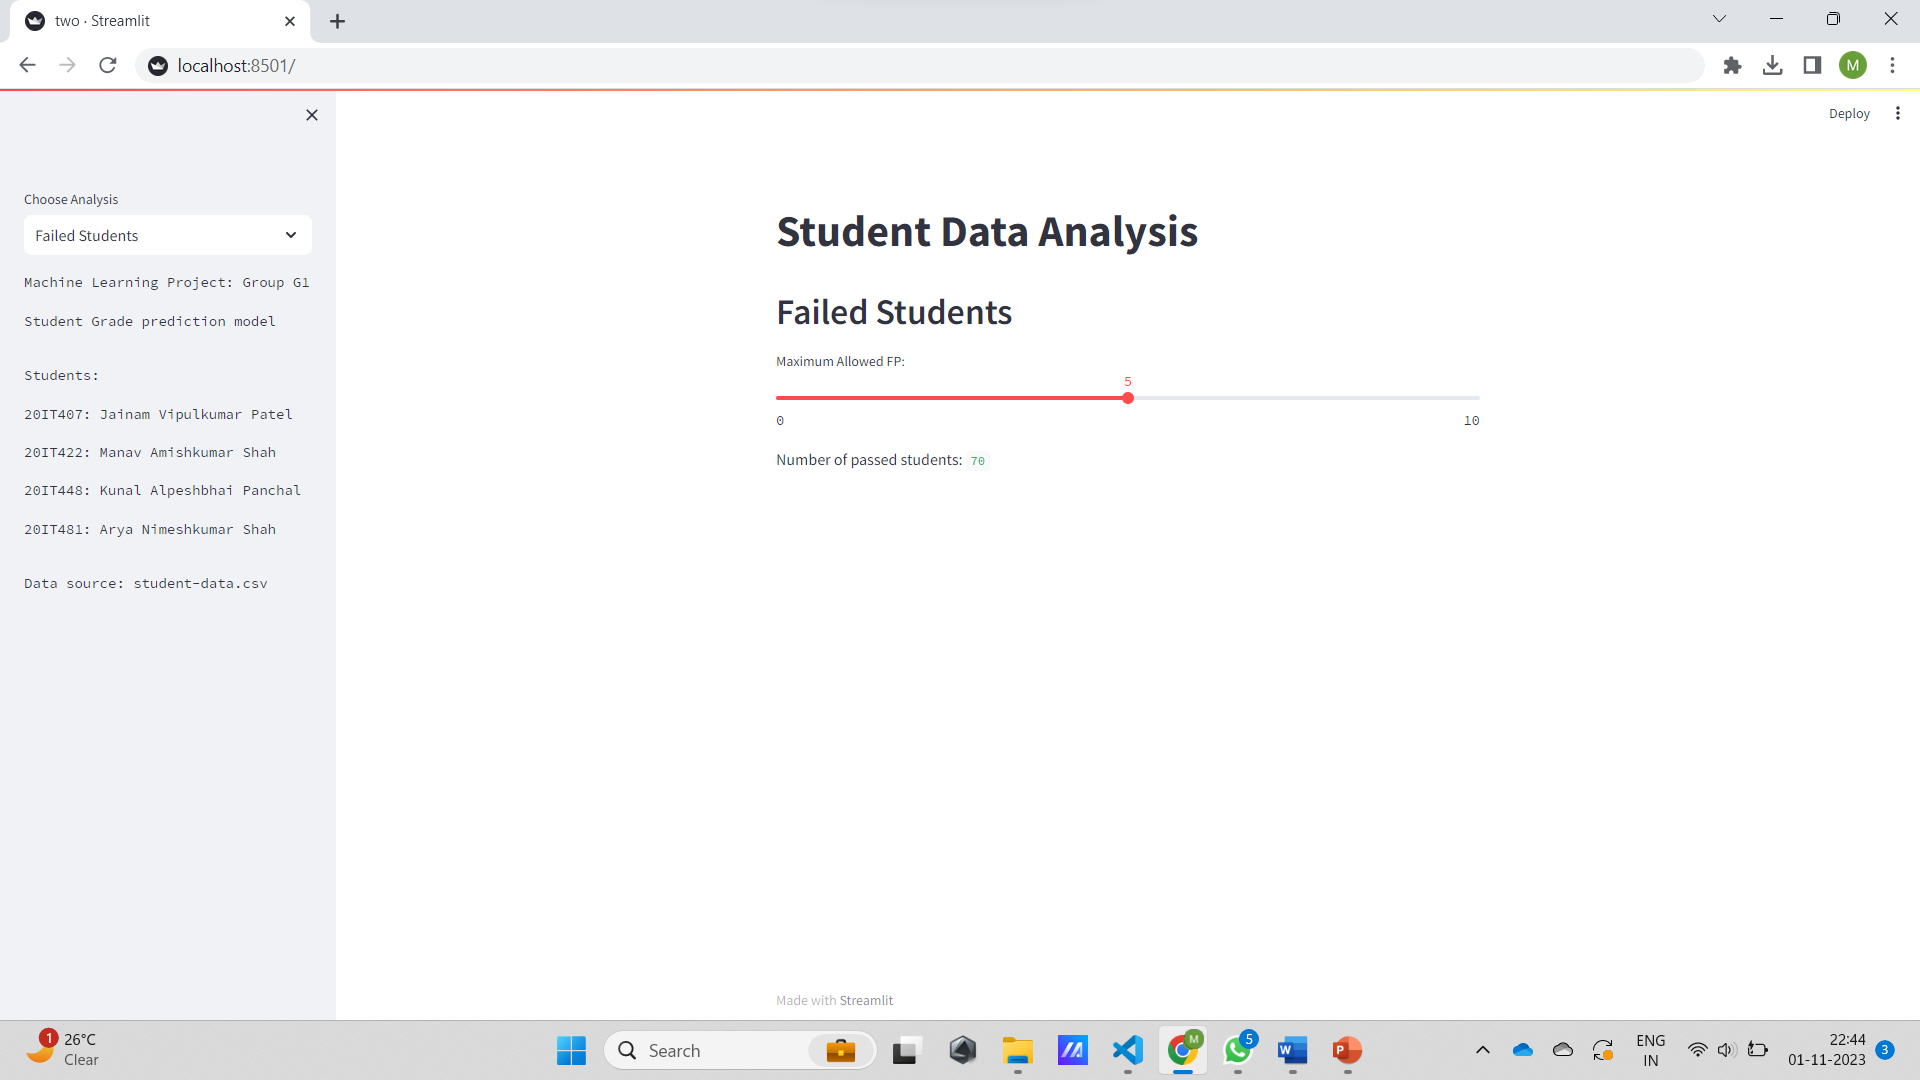 two · Streamlit
localhost:8501/
M
Deploy
Choose Analysis
Failed Students
Machine Learning Project: Group G1
Student Grade prediction model
Students:
20IT407: Jainam Vipulkumar Patel
20IT422: Manav Amishkumar Shah
20IT448: Kunal Alpeshbhai Panchal
20IT481: Arya Nimeshkumar Shah
Data source: student-data.csv
Student Data Analysis
Failed Students
Maximum Allowed FP:
5
0 10
Number of passed students: 70
Made with Streamlit
1
26°C
Clear
Search
M
5
W
P
ENG
IN
22:44
01-11-2023
3